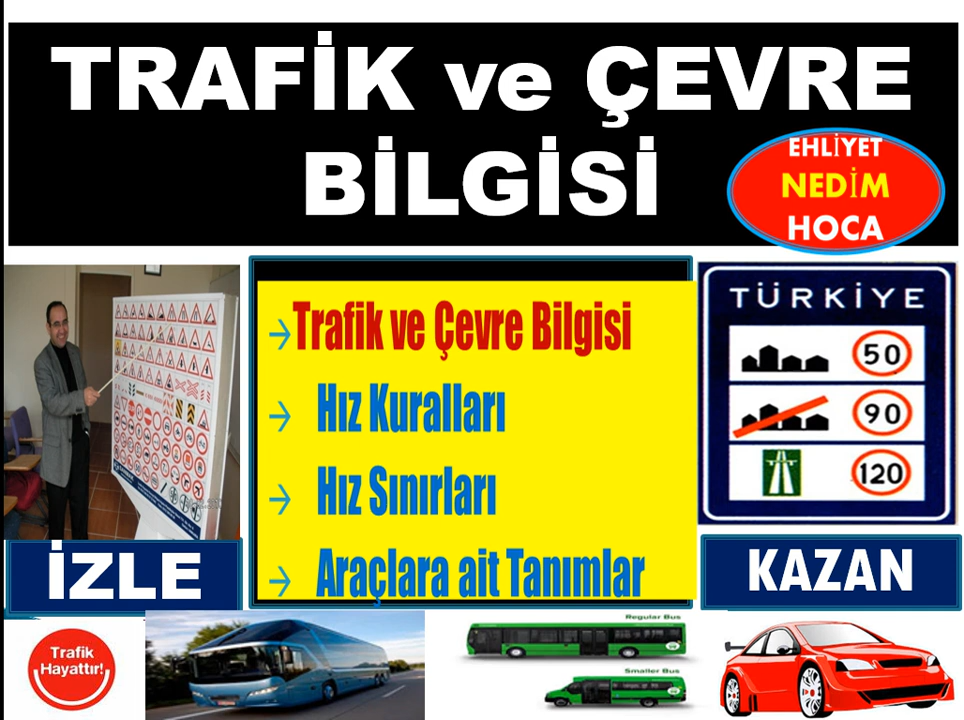 TRAFİK ve ÇEVRE
BİLGİSİ
EHLİYET
NEDİM
HOCA
→Trafik ve Çevre Bilgisi
→ Hız Kuralları
→ Hız Sınırları
→ Araçlara ait Tanımlar
TÜRKİYE
50
90
120
İZLE
KAZAN
Trafik
Hayattır!
Regular Bus
Smaller Bus